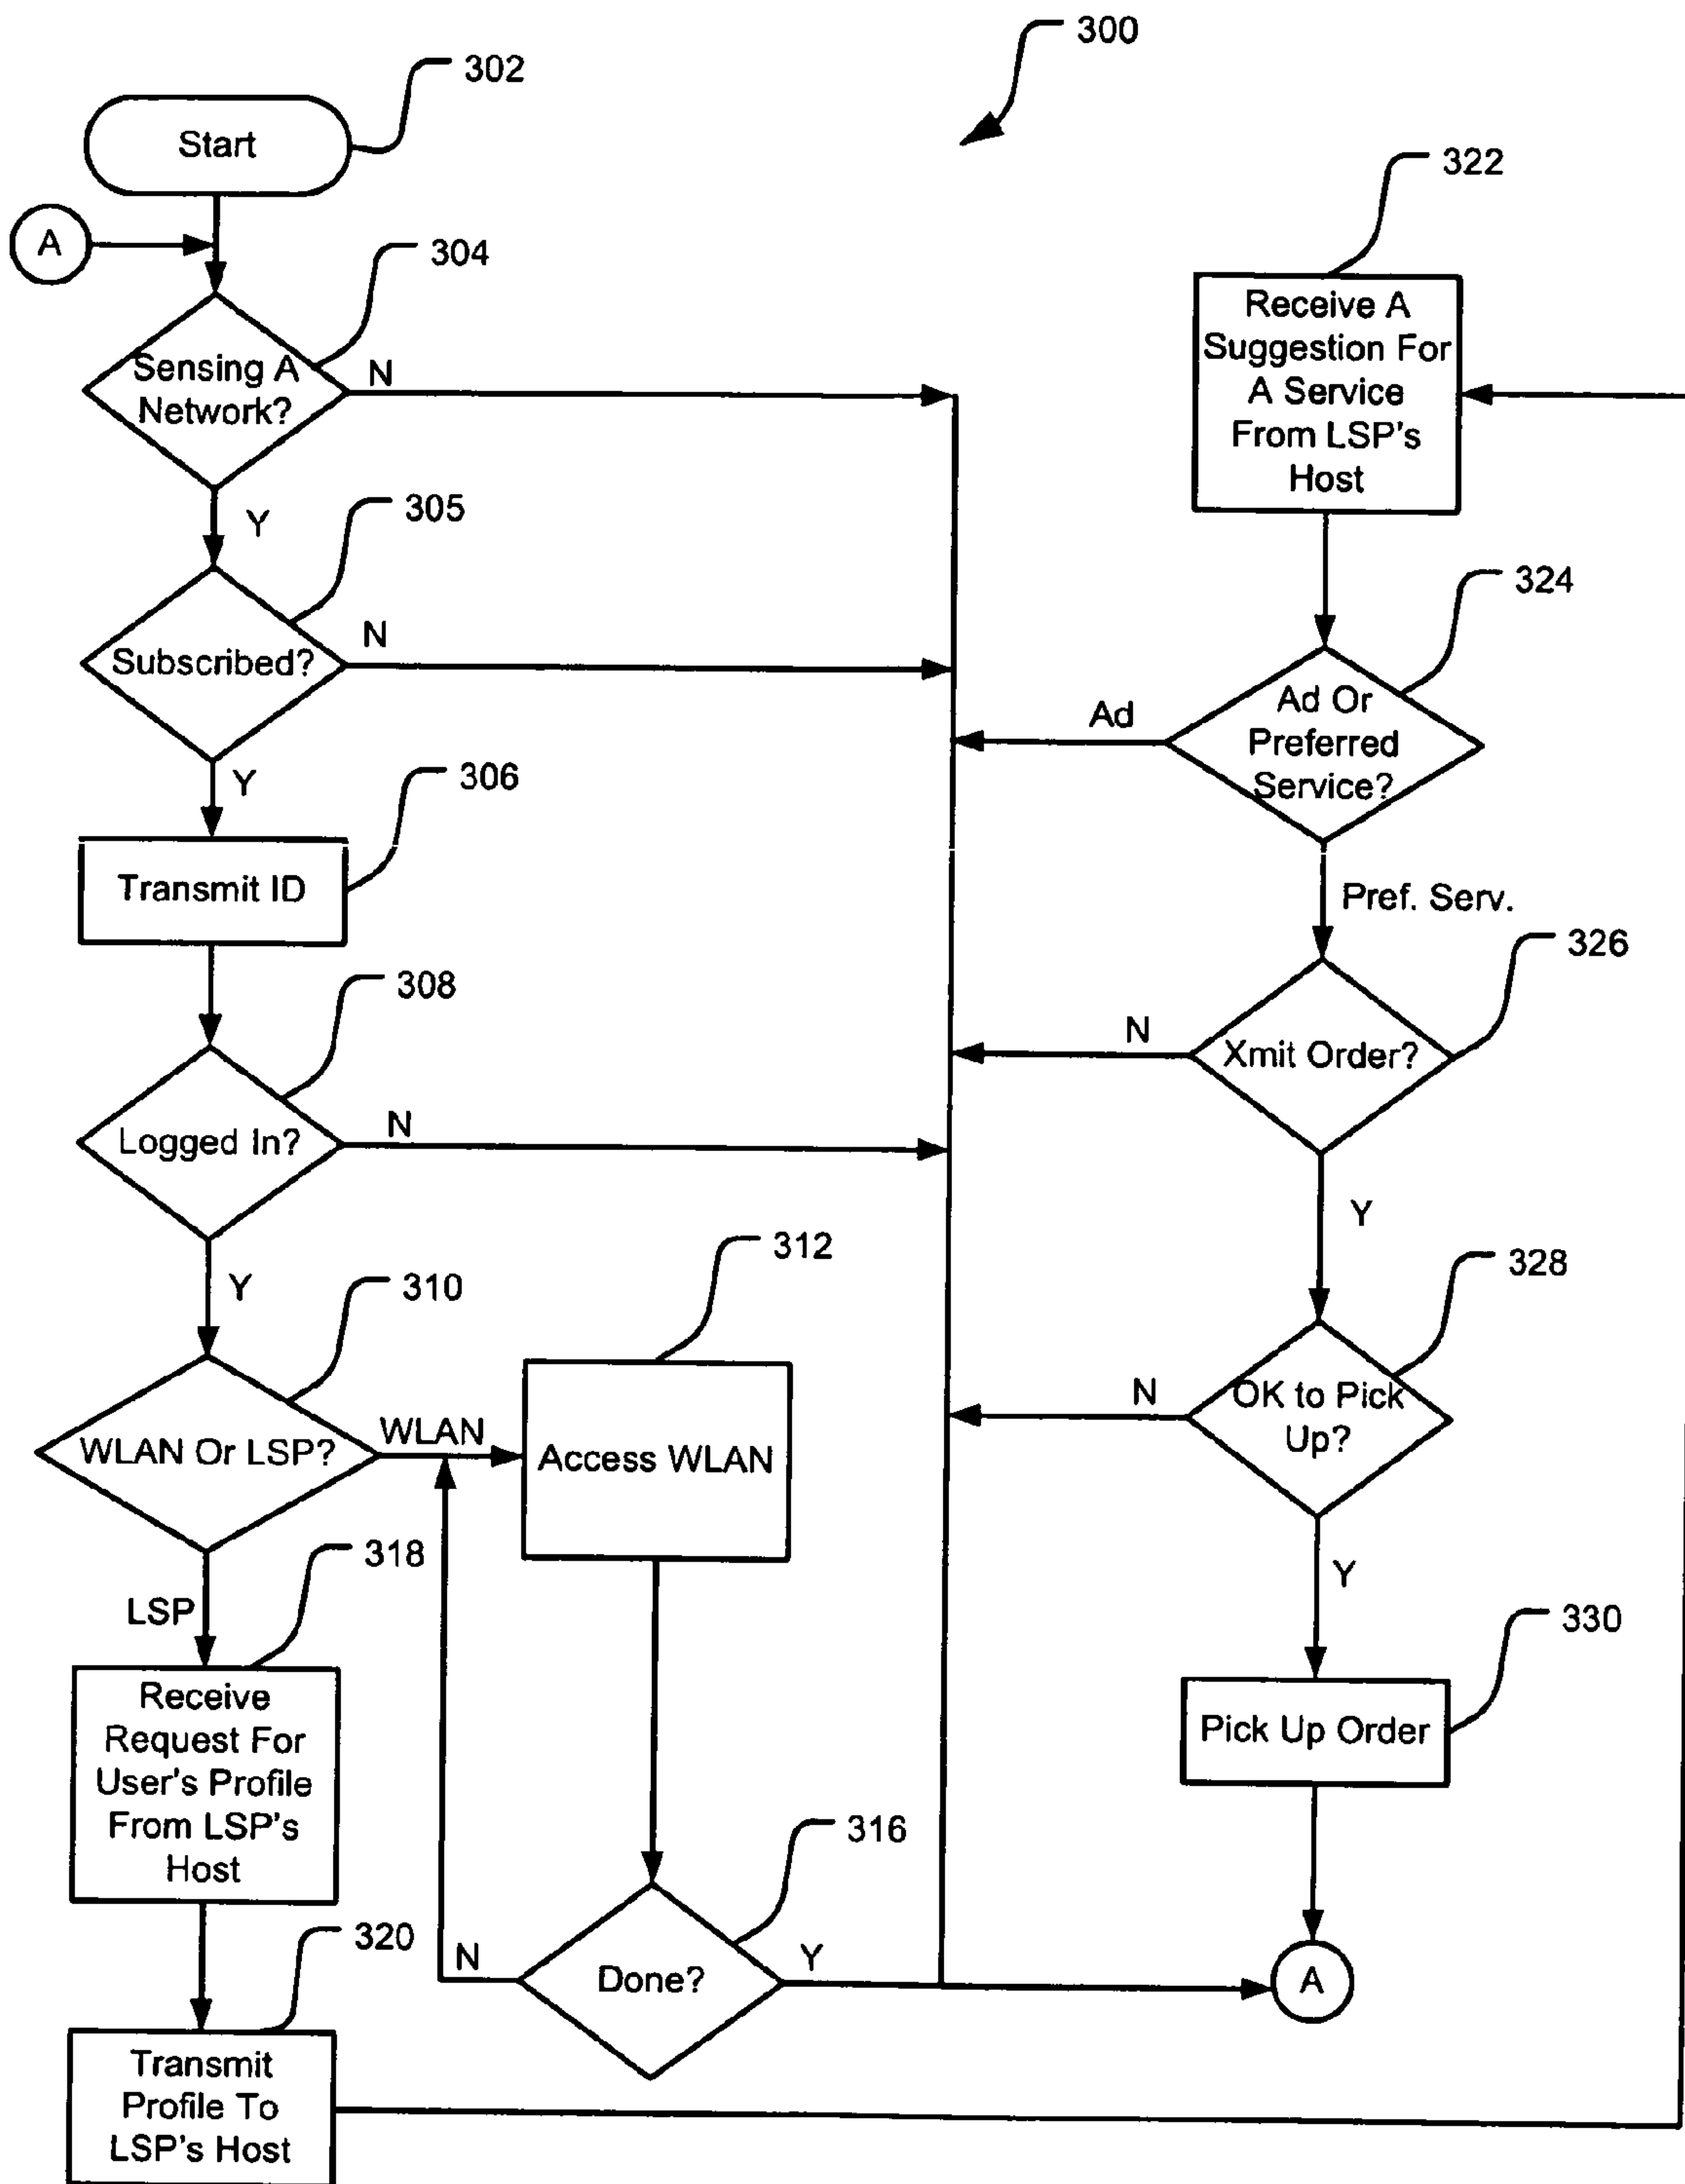 300
302
Start
A
304
Sensing A
Network?
N
Y
305
Subscribed?
N
Y
306
Transmit ID
308
Logged In?
N
Y
310
WLAN Or LSP?
WLAN
312
Access WLAN
LSP
318
Receive
Request For
User's Profile
From LSP's
Host
316
Done?
N
Y
320
Transmit
Profile To
LSP's Host
322
Receive A
Suggestion For
A Service
From LSP's
Host
324
Ad Or
Preferred
Service?
Ad
Pref. Serv.
326
Xmit Order?
N
Y
328
OK to Pick
Up?
N
Y
330
Pick Up Order
A